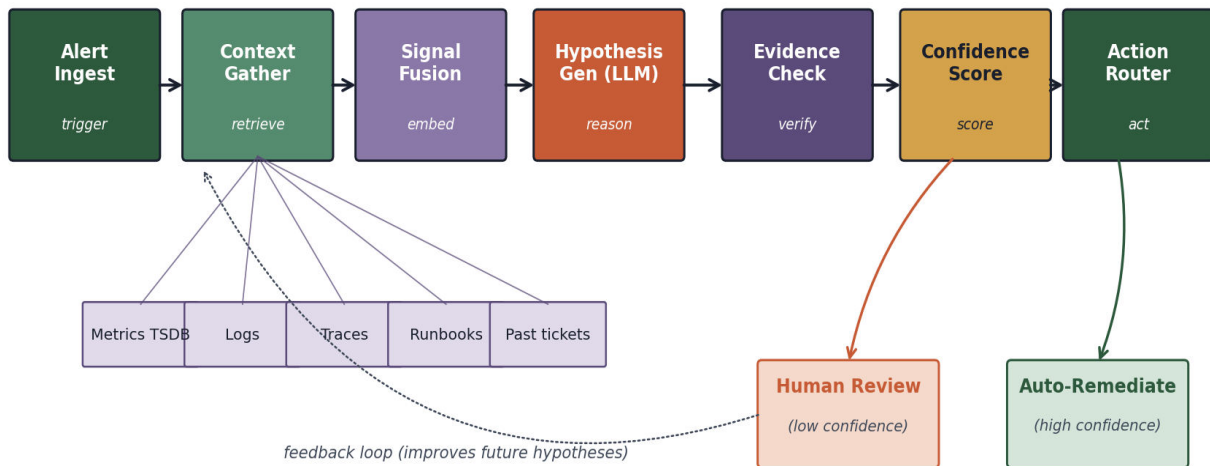 Alert
Ingest
trigger
Context
Gather
retrieve
Signal
Fusion
embed
Hypothesis
Gen (LLM)
reason
Evidence
Check
verify
Confidence
Score
score
Action
Router
act
Metrics TSDB
Logs
Traces
Runbooks
Past tickets
Human Review
(low confidence)
Auto-Remediate
(high confidence)
feedback loop (improves future hypotheses)